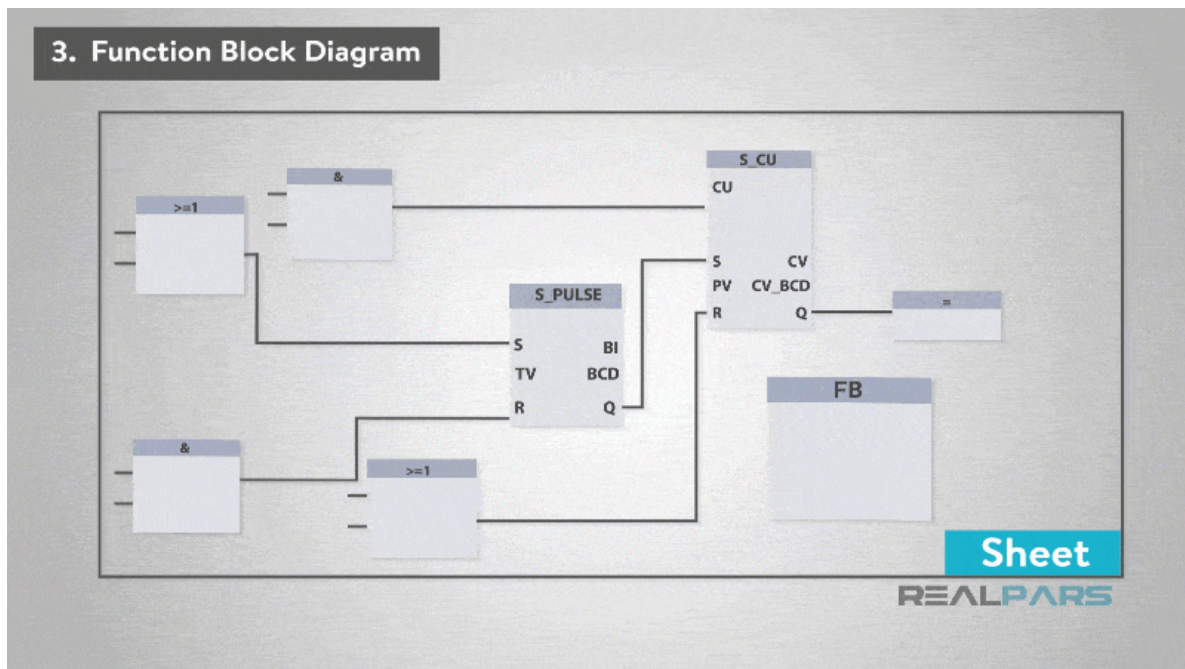 3. Function Block Diagram
>=1
&
S_CU
CU
S CV
PV CV_BCD
R Q
=
S_PULSE
S BI
TV BCD
R Q
FB
&
>=1
Sheet
REALPARS